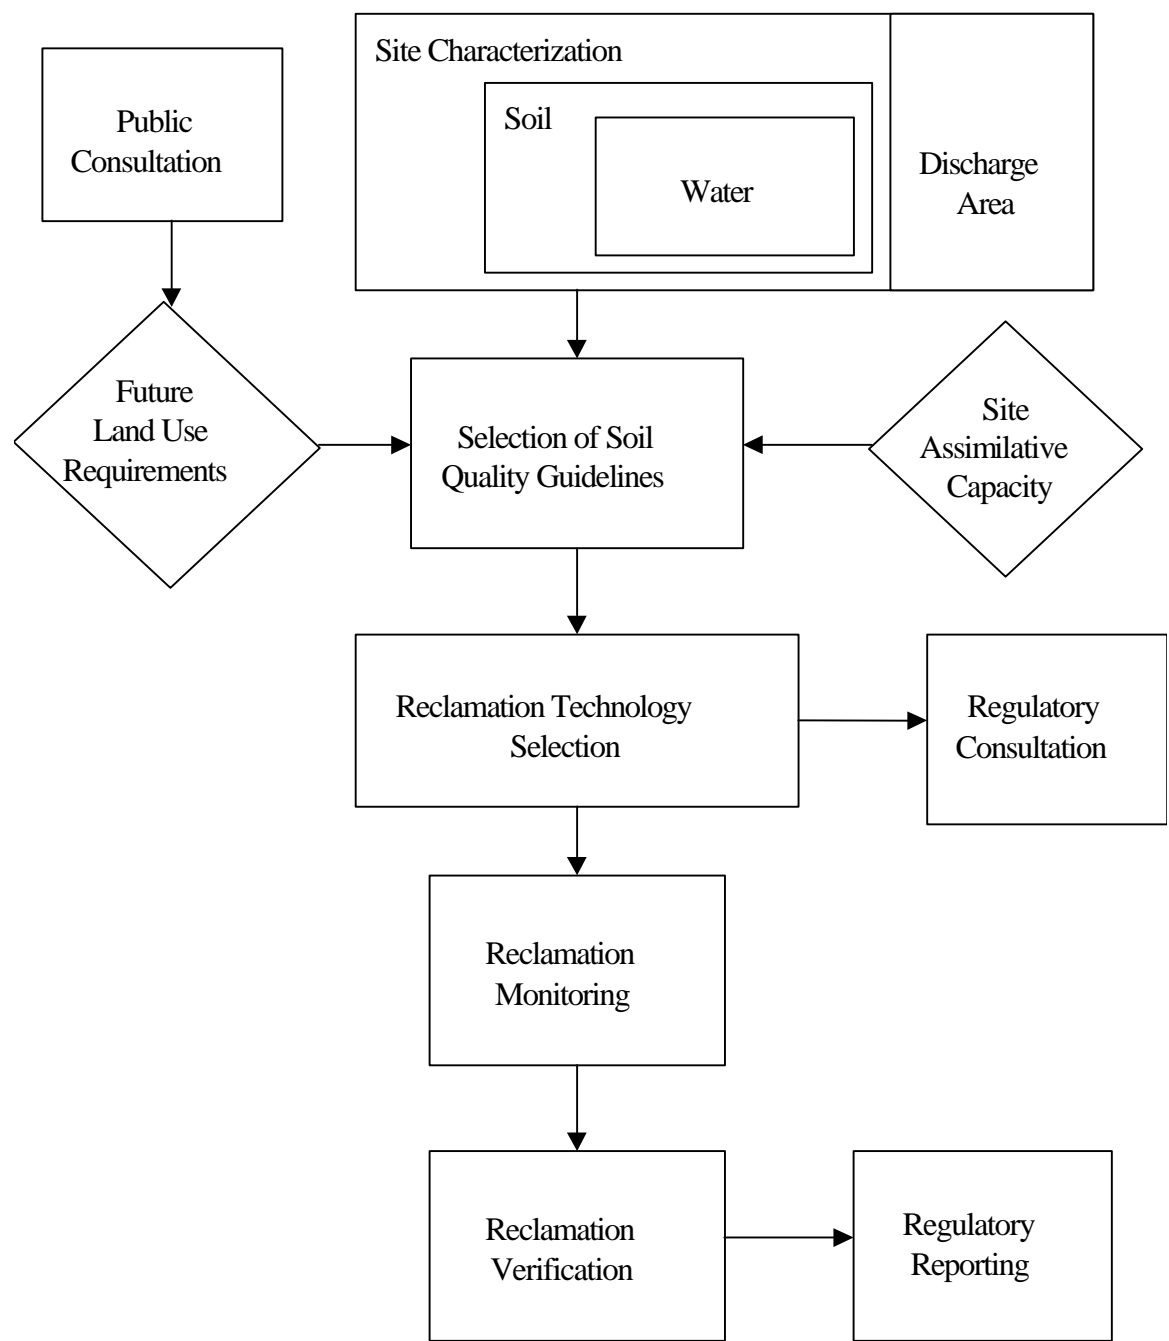 Public
Consultation
Site Characterization
Soil
Water
Discharge
Area
Future
Land Use
Requirements
Selection of Soil
Quality Guidelines
Site
Assimilative
Capacity
Reclamation Technology
Selection
Regulatory
Consultation
Reclamation
Monitoring
Reclamation
Verification
Regulatory
Reporting